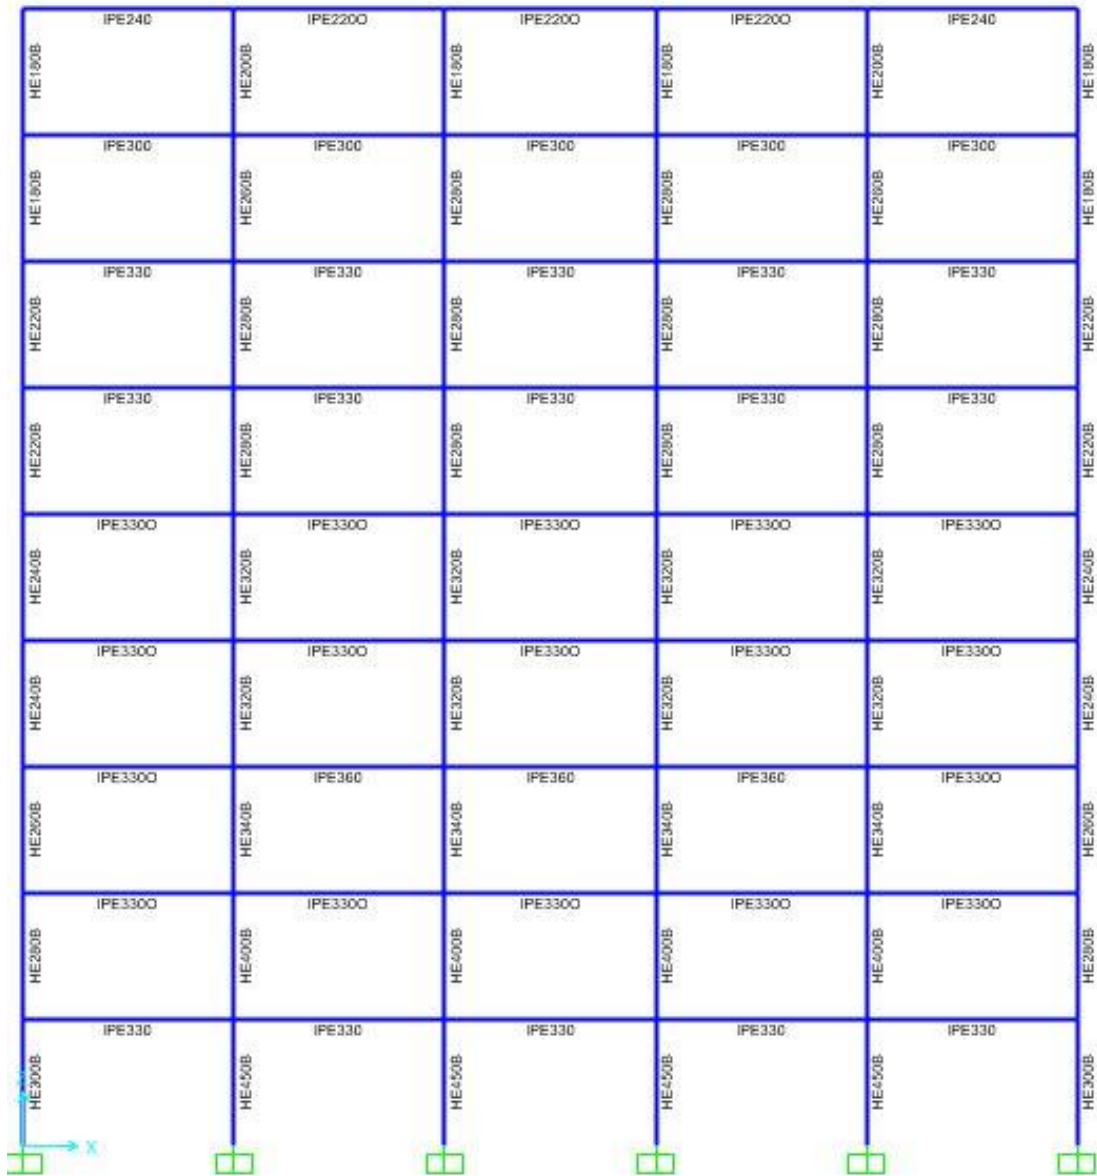 IPE240 IPE220O IPE220O IPE220O IPE240
HE180B HE200B HE180B HE180B HE200B HE180B
IPE300 IPE300 IPE300 IPE300 IPE300
HE180B HE260B HE280B HE280B HE260B HE180B
IPE330 IPE330 IPE330 IPE330 IPE330
HE220B HE280B HE280B HE280B HE280B HE220B
IPE330 IPE330 IPE330 IPE330 IPE330
HE220B HE280B HE280B HE280B HE280B HE220B
IPE330O IPE330O IPE330O IPE330O IPE330O
HE240B HE320B HE320B HE320B HE320B HE240B
IPE330O IPE330O IPE330O IPE330O IPE330O
HE240B HE320B HE320B HE320B HE320B HE240B
IPE330O IPE360 IPE360 IPE360 IPE330O
HE260B HE340B HE340B HE340B HE340B HE260B
IPE330O IPE330O IPE330O IPE330O IPE330O
HE280B HE400B HE400B HE400B HE400B HE280B
IPE330 IPE330 IPE330 IPE330 IPE330
HE300B HE450B HE450B HE450B HE450B HE300B
X